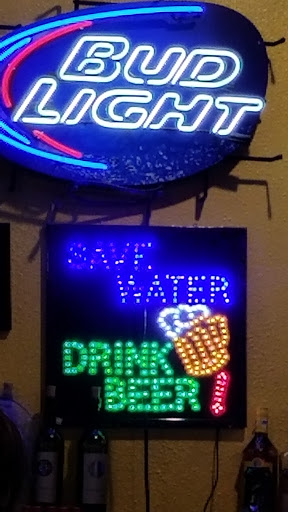 BUD
LIGHT
SAVE
WATER
DRINK
BEER